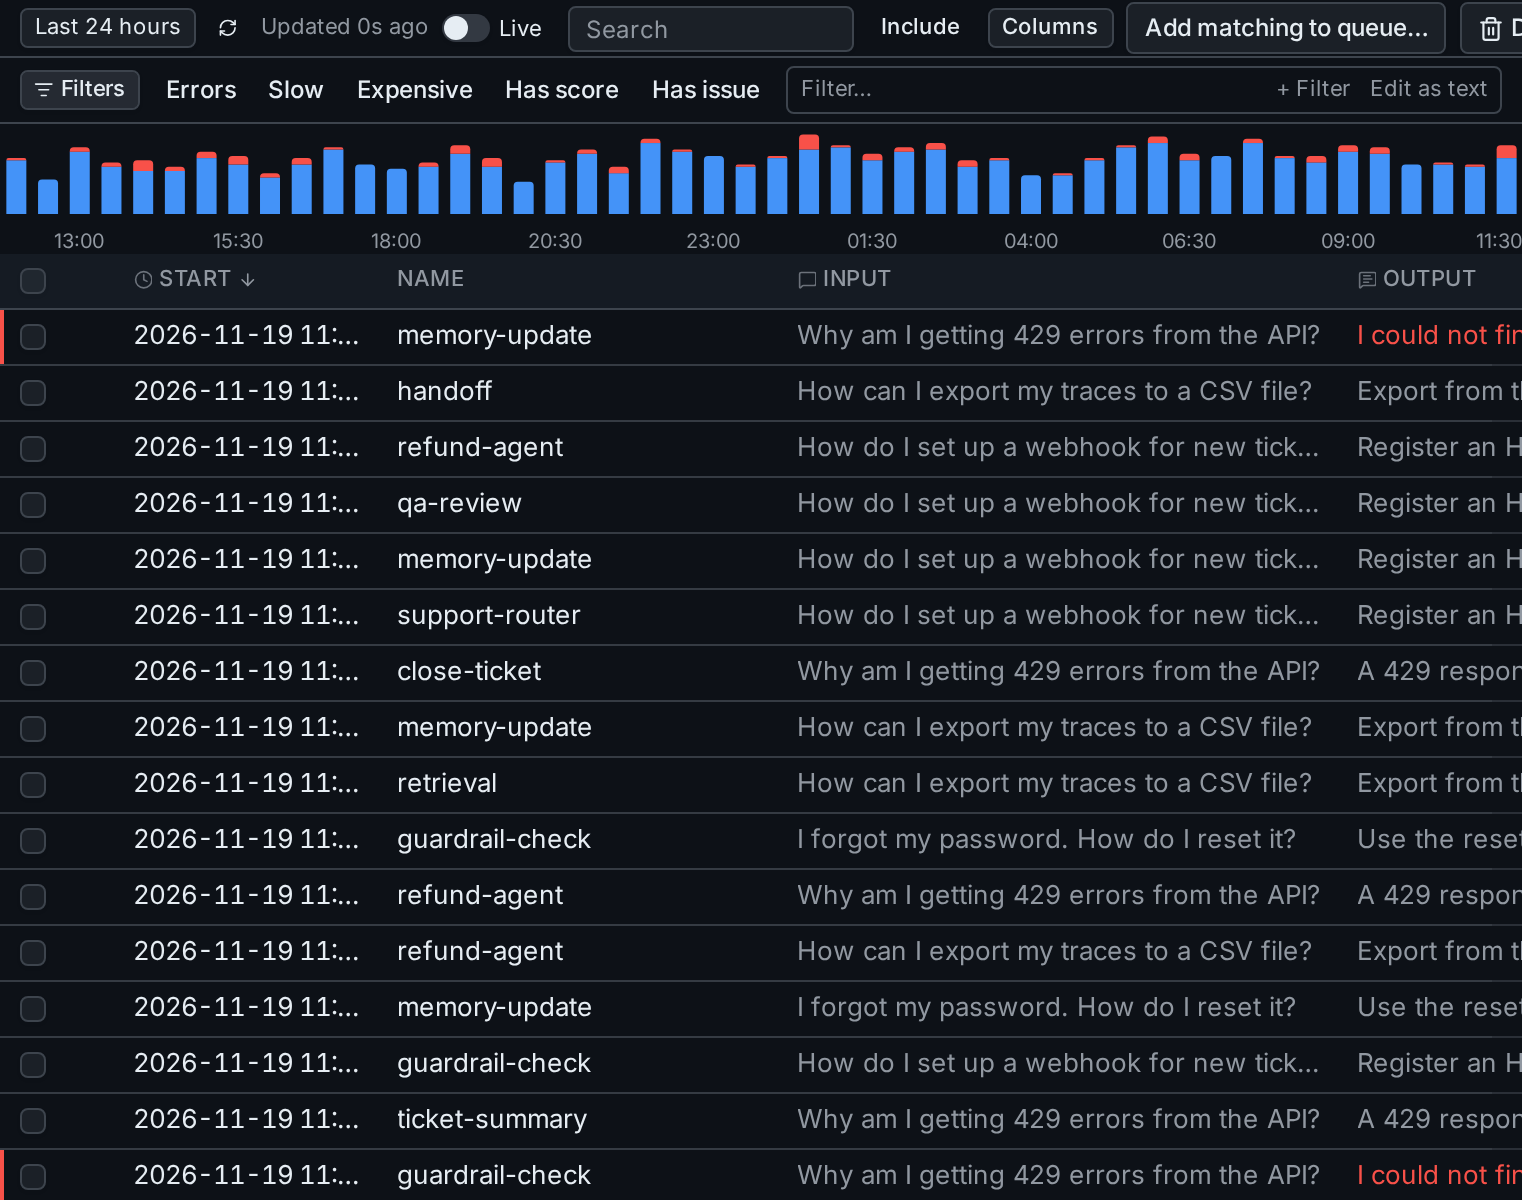 Last 24 hours Updated 0s ago Live Search Include Columns Add matching to queue...
Filters Errors Slow Expensive Has score Has issue Filter... + Filter Edit as text
13:00 15:30 18:00 20:30 23:00 01:30 04:00 06:30 09:00 11:30
START NAME INPUT OUTPUT
2026-11-19 11:... memory-update Why am I getting 429 errors from the API? I could not fin
2026-11-19 11:... handoff How can I export my traces to a CSV file? Export from t
2026-11-19 11:... refund-agent How do I set up a webhook for new tick... Register an H
2026-11-19 11:... qa-review How do I set up a webhook for new tick... Register an H
2026-11-19 11:... memory-update How do I set up a webhook for new tick... Register an H
2026-11-19 11:... support-router How do I set up a webhook for new tick... Register an H
2026-11-19 11:... close-ticket Why am I getting 429 errors from the API? A 429 respon
2026-11-19 11:... memory-update How can I export my traces to a CSV file? Export from t
2026-11-19 11:... retrieval How can I export my traces to a CSV file? Export from t
2026-11-19 11:... guardrail-check I forgot my password. How do I reset it? Use the reset
2026-11-19 11:... refund-agent Why am I getting 429 errors from the API? A 429 respon
2026-11-19 11:... refund-agent How can I export my traces to a CSV file? Export from t
2026-11-19 11:... memory-update I forgot my password. How do I reset it? Use the reset
2026-11-19 11:... guardrail-check How do I set up a webhook for new tick... Register an H
2026-11-19 11:... ticket-summary Why am I getting 429 errors from the API? A 429 respon
2026-11-19 11:... guardrail-check Why am I getting 429 errors from the API? I could not fin